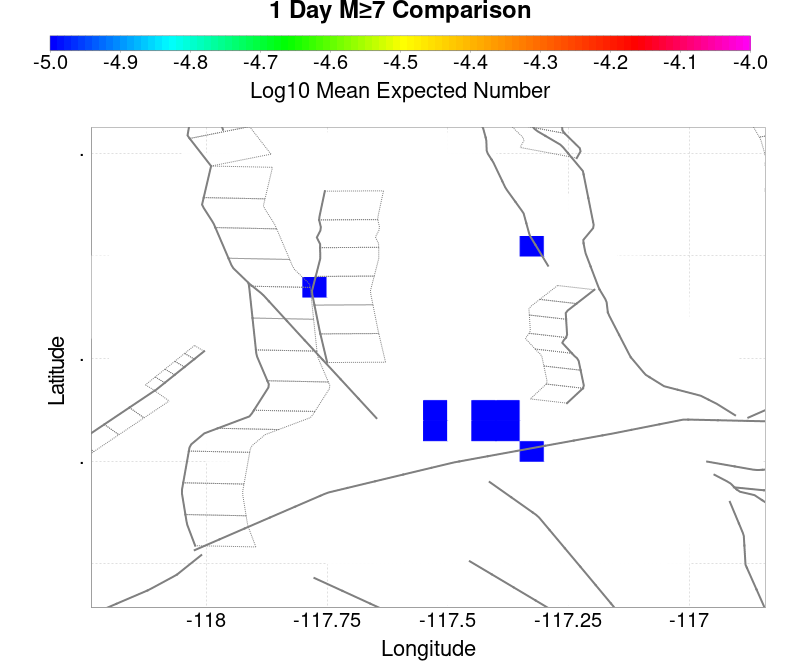 1 Day M≥7 Comparison
-5.0 -4.9 -4.8 -4.7 -4.6 -4.5 -4.4 -4.3 -4.2 -4.1 -4.0
Log10 Mean Expected Number
Latitude
-118 -117.75 -117.5 -117.25 -117
Longitude